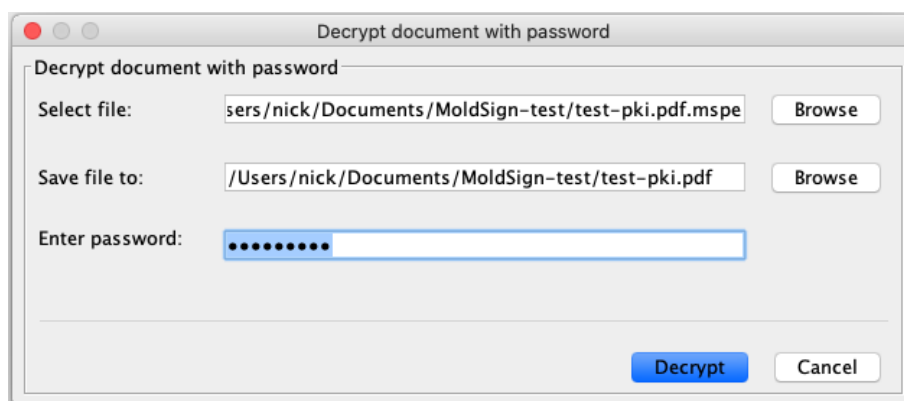 Decrypt document with password
Decrypt document with password
Select file: sers/nick/Documents/MoldSign-test/test-pki.pdf.mspe Browse
Save file to: /Users/nick/Documents/MoldSign-test/test-pki.pdf Browse
Enter password: •••••••••
Decrypt Cancel